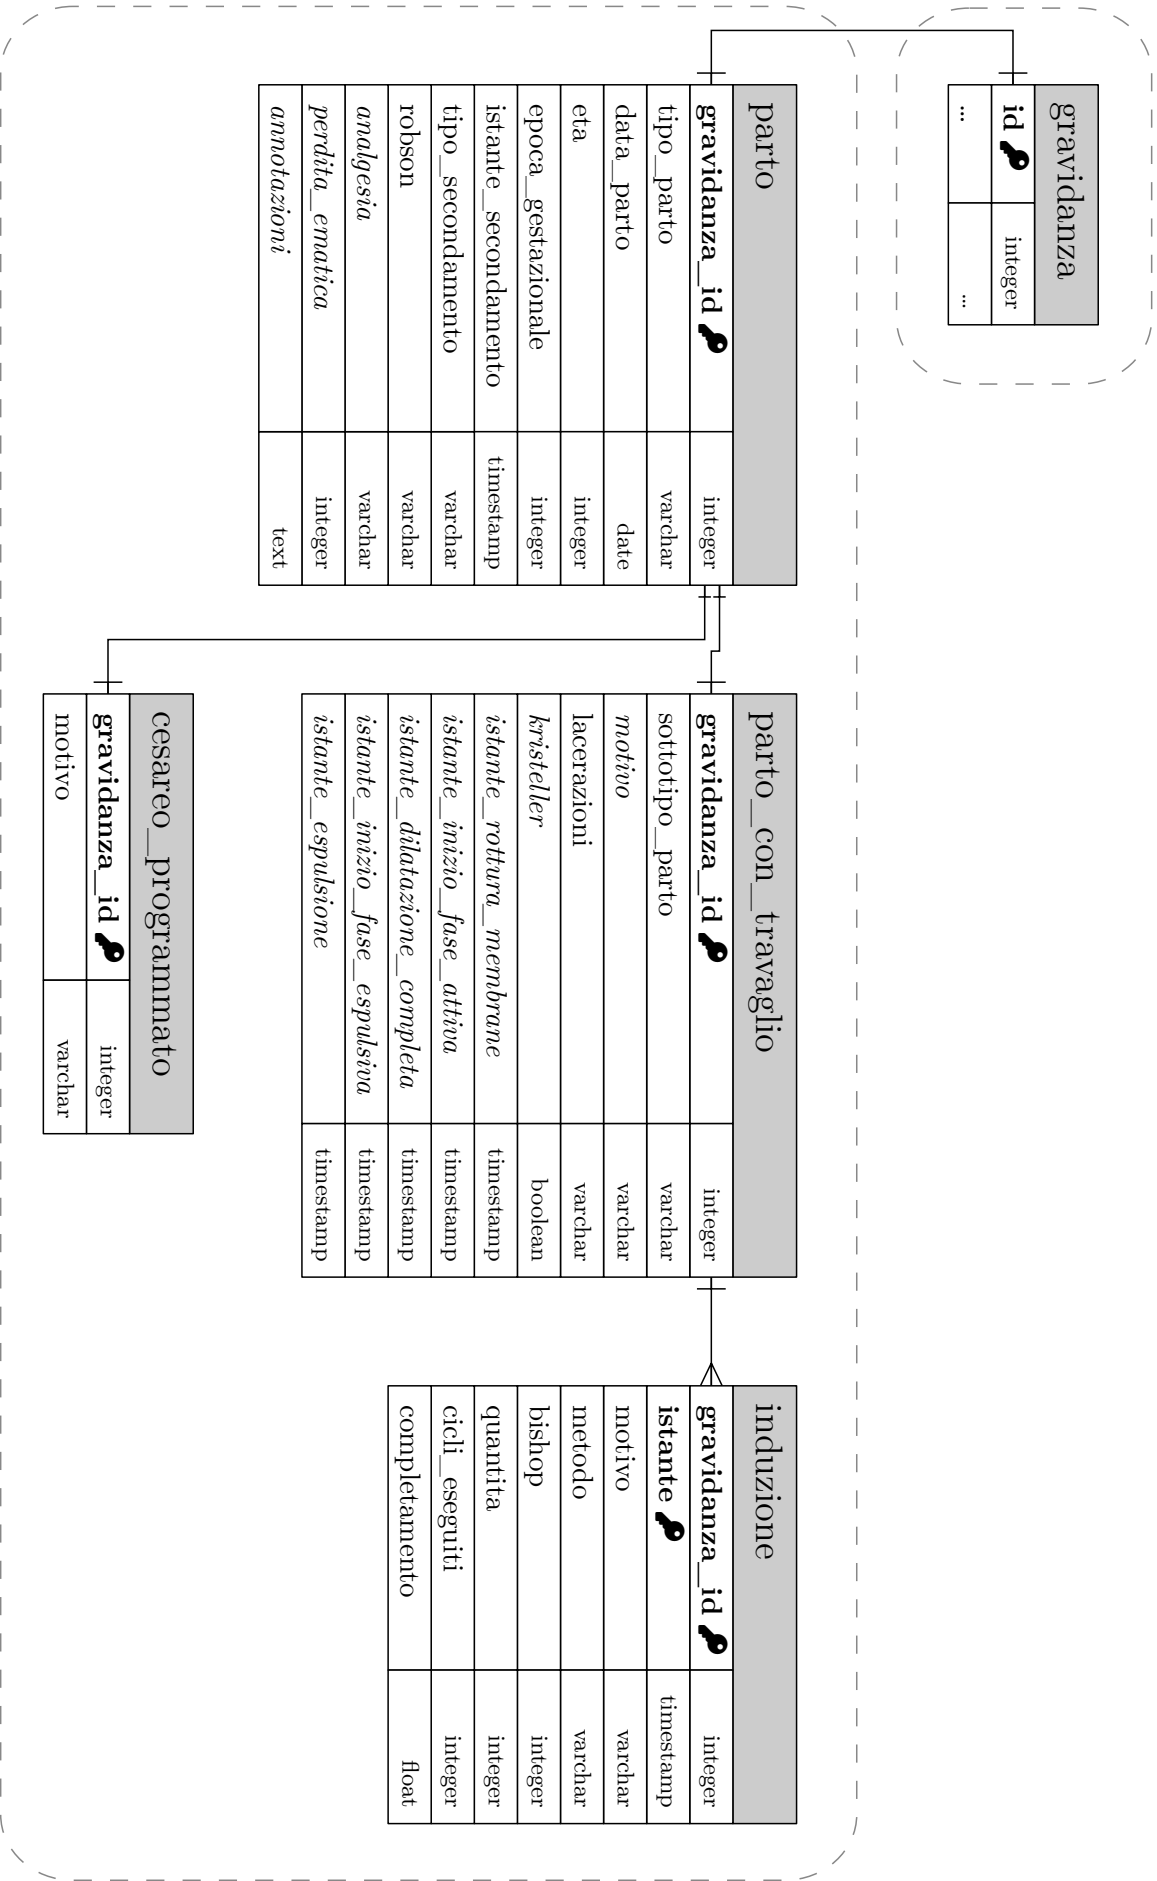 gravidanza
id integer
... ...
parto
gravidanza_id integer
tipo_parto varchar
data_parto date
eta integer
epoca_gestazionale integer
istante_secondamento timestamp
tipo_secondamento varchar
robson varchar
analgesia varchar
perdita_ematica integer
annotazioni text
parto_con_travaglio
gravidanza_id integer
sottotipo_parto varchar
motivo varchar
lacerazioni varchar
kristeller boolean
istante_rottura_membrane timestamp
istante_inizio_fase_attiva timestamp
istante_dilatazione_completa timestamp
istante_inizio_fase_espulsiva timestamp
istante_espulsione timestamp
induzione
gravidanza_id integer
istante timestamp
motivo varchar
metodo varchar
bishop integer
quantita integer
cicli_eseguiti integer
completamento float
cesareo_programmato
gravidanza_id integer
motivo varchar